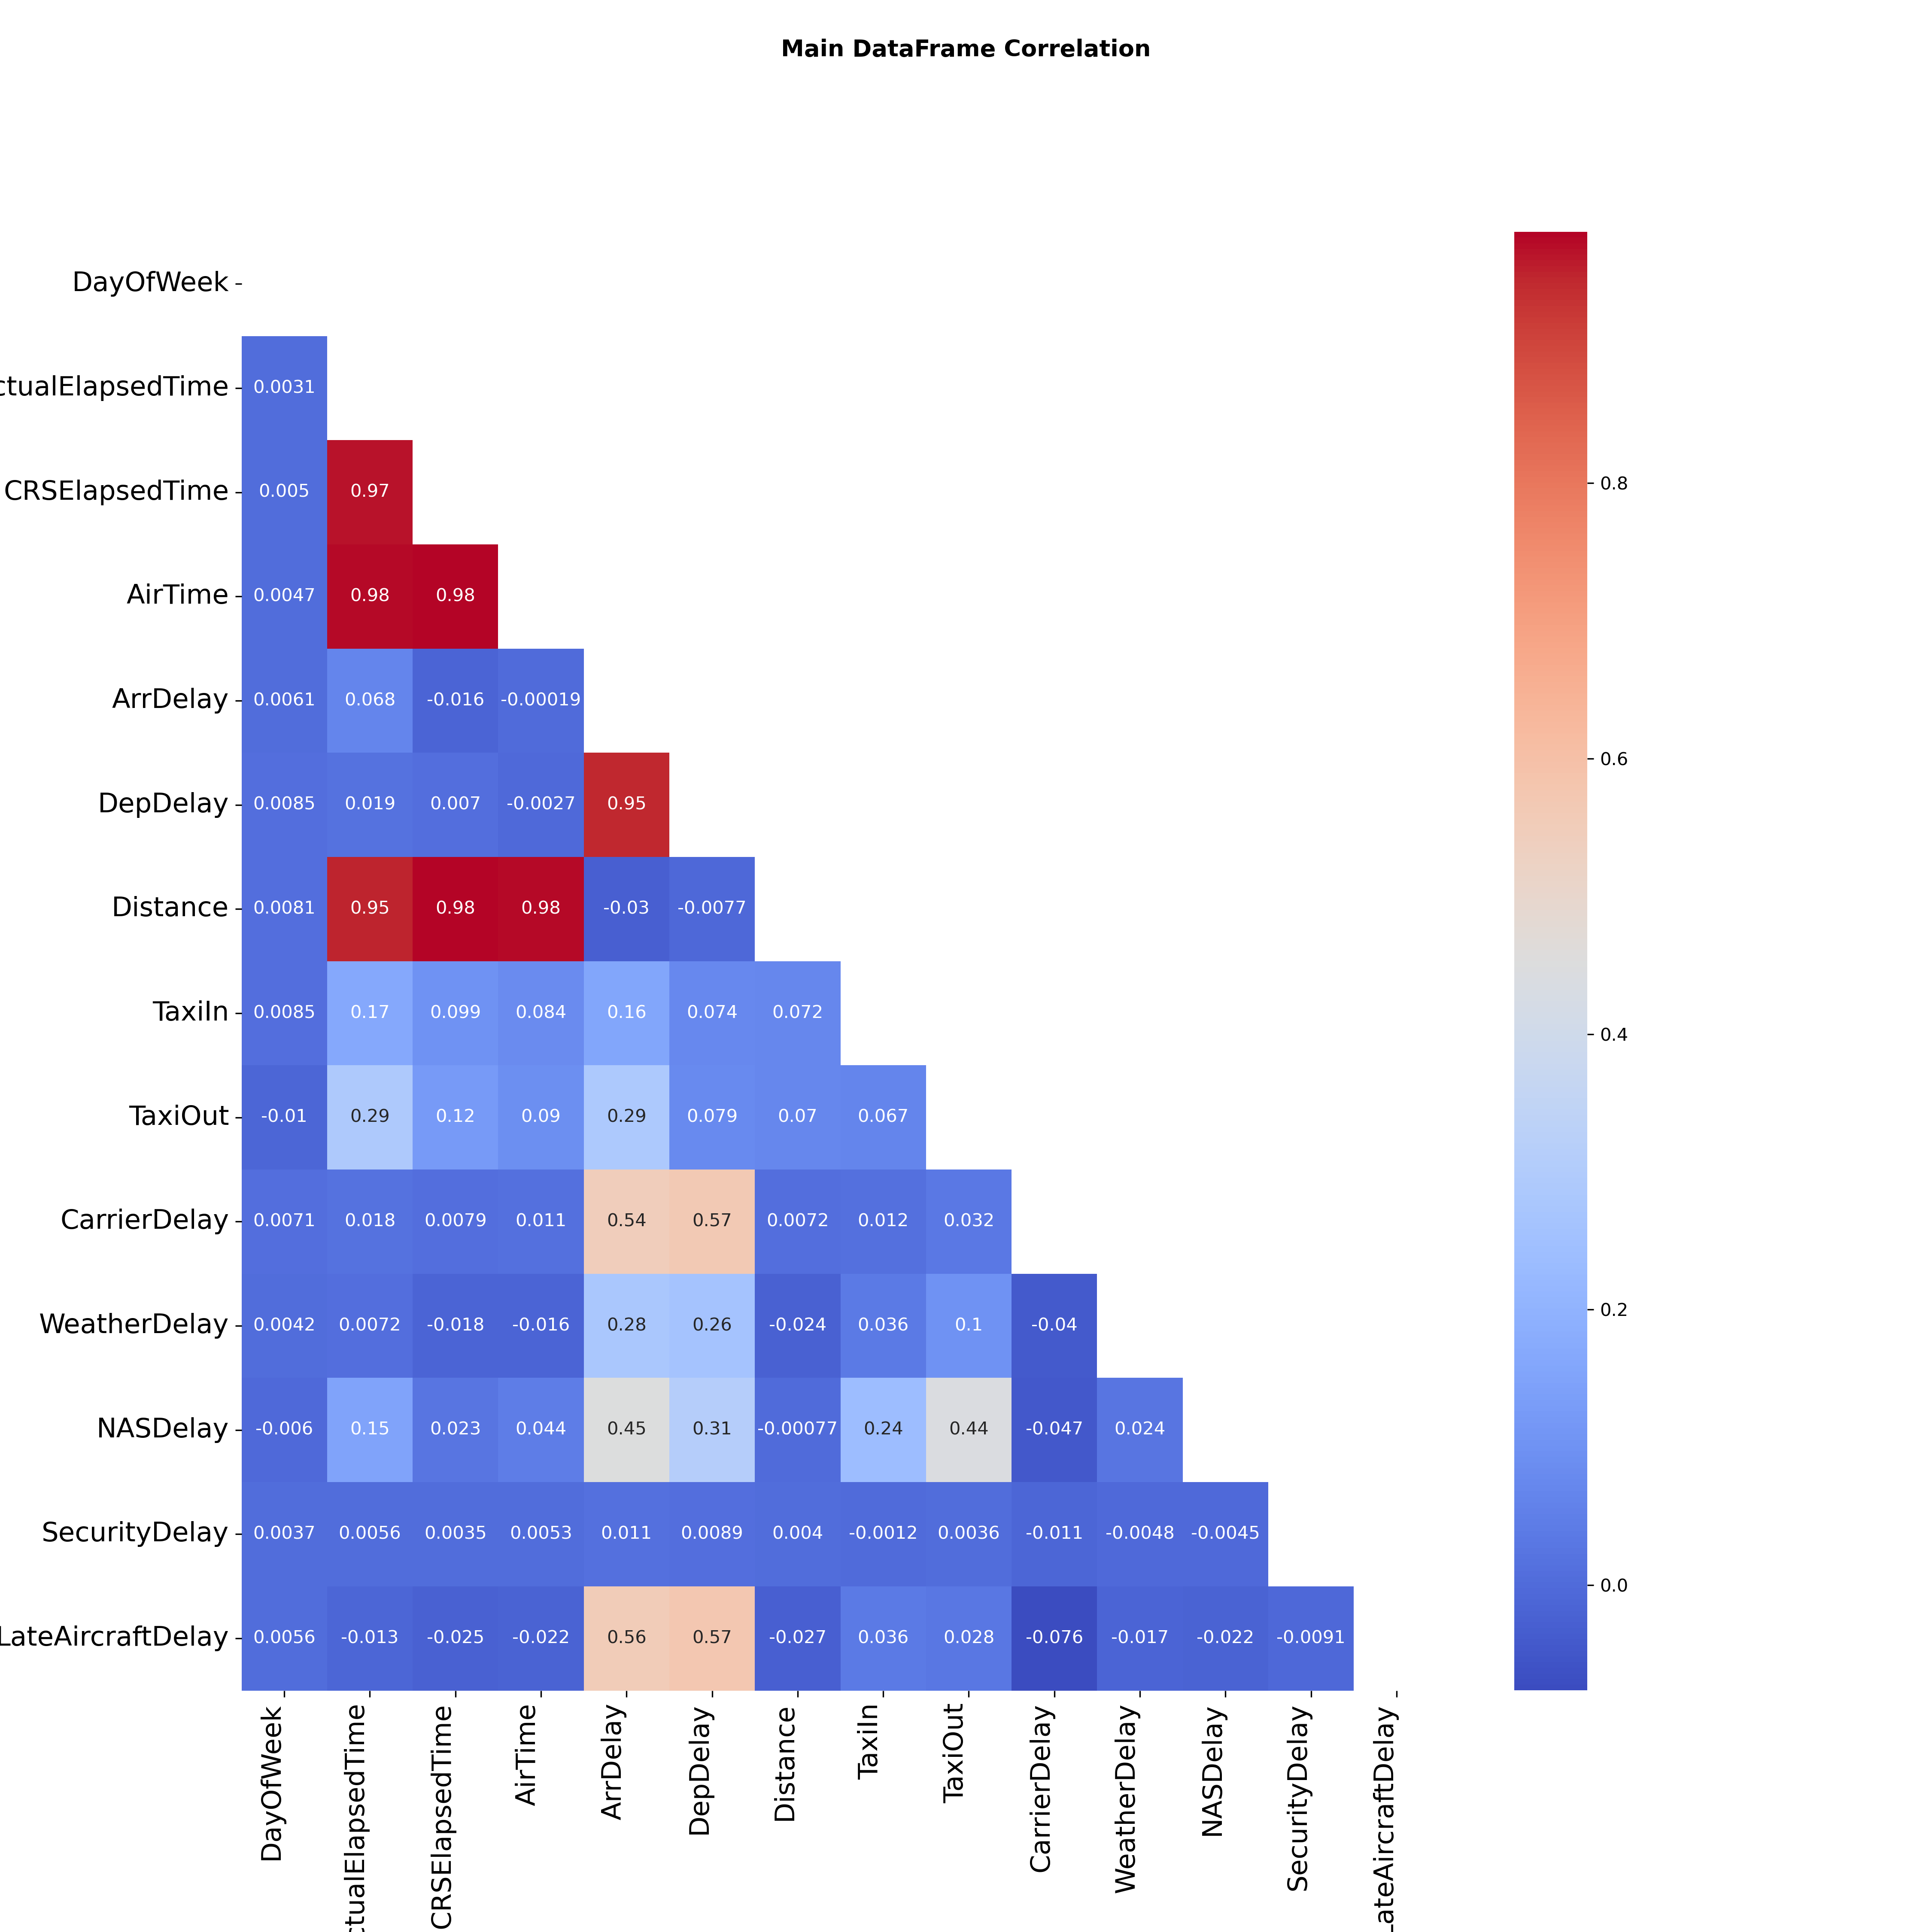 Main DataFrame Correlation
DayOfWeek
ctualElapsedTime 0.0031
CRSElapsedTime 0.005 0.97
0.8
AirTime 0.0047 0.98 0.98
ArrDelay 0.0061 0.068 -0.016 -0.00019
0.6
DepDelay 0.0085 0.019 0.007 -0.0027 0.95
Distance 0.0081 0.95 0.98 0.98 -0.03 -0.0077
TaxiIn 0.0085 0.17 0.099 0.084 0.16 0.074 0.072
0.4
TaxiOut -0.01 0.29 0.12 0.09 0.29 0.079 0.07 0.067
CarrierDelay 0.0071 0.018 0.0079 0.011 0.54 0.57 0.0072 0.012 0.032
WeatherDelay 0.0042 0.0072 -0.018 -0.016 0.28 0.26 -0.024 0.036 0.1 -0.04
0.2
NASDelay -0.006 0.15 0.023 0.044 0.45 0.31 -0.00077 0.24 0.44 -0.047 0.024
SecurityDelay 0.0037 0.0056 0.0035 0.0053 0.011 0.0089 0.004 -0.0012 0.0036 -0.011 -0.0048 -0.0045
0.0
LateAircraftDelay 0.0056 -0.013 -0.025 -0.022 0.56 0.57 -0.027 0.036 0.028 -0.076 -0.017 -0.022 -0.0091
DayOfWeek
ctualElapsedTime
CRSElapsedTime
AirTime
ArrDelay
DepDelay
Distance
TaxiIn
TaxiOut
CarrierDelay
WeatherDelay
NASDelay
SecurityDelay
LateAircraftDelay